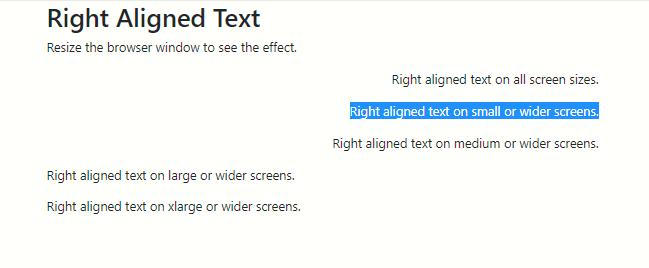 Right Aligned Text
Resize the browser window to see the effect.
Right aligned text on all screen sizes.
Right aligned text on small or wider screens.
Right aligned text on medium or wider screens.
Right aligned text on large or wider screens.
Right aligned text on xlarge or wider screens.